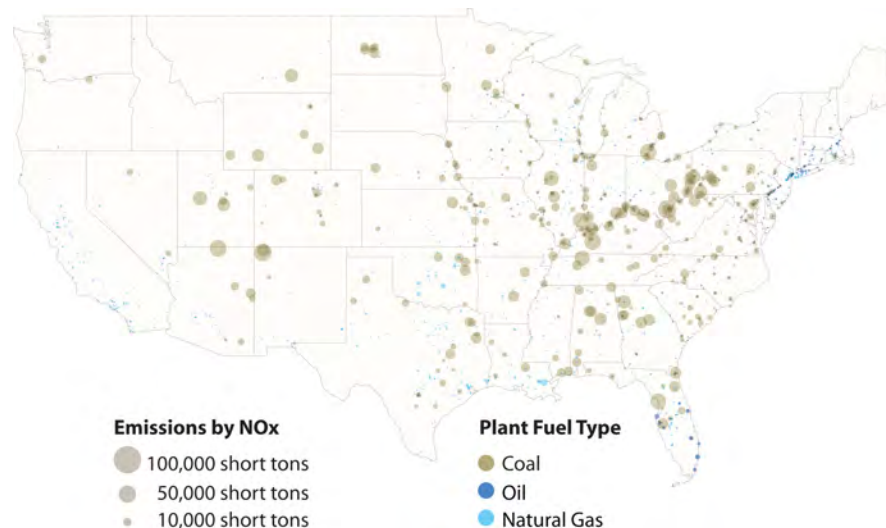 Emissions by NOx
100,000 short tons
50,000 short tons
10,000 short tons
Plant Fuel Type
Coal
Oil
Natural Gas